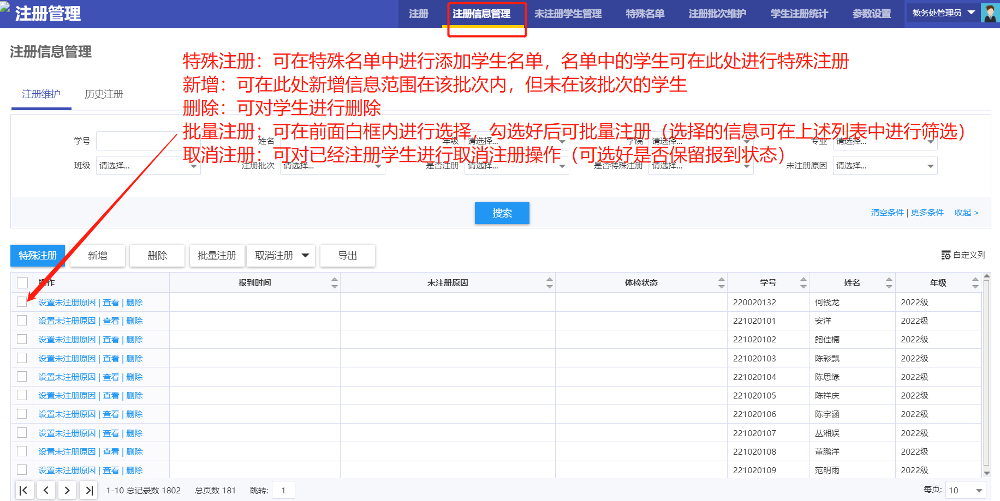 注册管理
注册
注册信息管理
未注册学生管理
特殊名单
注册批次维护
学生注册统计
参数设置
教务处管理员
注册信息管理
特殊注册：可在特殊名单中进行添加学生名单，名单中的学生可在此处进行特殊注册
新增：可在此处新增信息范围在该批次内，但未在该批次的学生
删除：可对学生进行删除
批量注册：可在前面白框内进行选择，勾选好后可批量注册（选择的信息可在上述列表中进行筛选）
取消注册：可对已经注册学生进行取消注册操作（可选好是否保留报到状态）
注册维护 历史注册
学号 姓名 年级 请选择... 学院 请选择... 专业 请选择...
班级 请选择... 注册批次 请选择... 是否注册 请选择... 是否特殊注册 请选择... 未注册原因 请选择...
搜索
清空条件 | 更多条件 收起 >
特殊注册 新增 删除 批量注册 取消注册 导出
自定义列
操作 报到时间 未注册原因 体检状态 学号 姓名 年级
设置未注册原因 | 查看 | 删除 220020132 何钱龙 2022级
设置未注册原因 | 查看 | 删除 221020101 安洋 2022级
设置未注册原因 | 查看 | 删除 221020102 鲍佳楠 2022级
设置未注册原因 | 查看 | 删除 221020103 陈彩飘 2022级
设置未注册原因 | 查看 | 删除 221020104 陈思缘 2022级
设置未注册原因 | 查看 | 删除 221020105 陈祥庆 2022级
设置未注册原因 | 查看 | 删除 221020106 陈宇涵 2022级
设置未注册原因 | 查看 | 删除 221020107 丛湘娱 2022级
设置未注册原因 | 查看 | 删除 221020108 董鹏洋 2022级
设置未注册原因 | 查看 | 删除 221020109 范明雨 2022级
1-10 总记录数 1802 总页数 181 跳转: 1
每页: 10